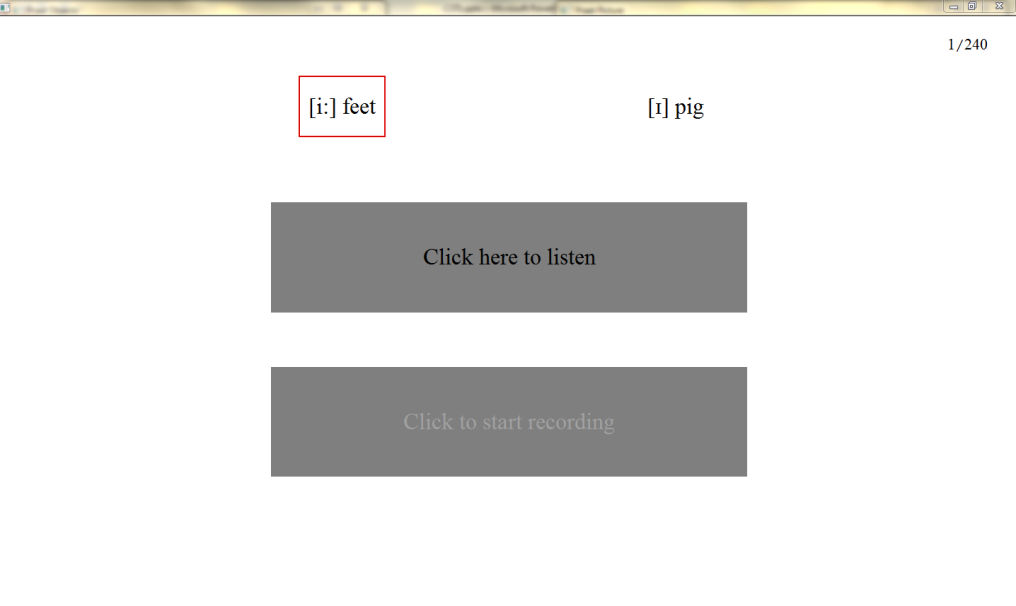 1/240
[i:] feet
[ɪ] pig
Click here to listen
Click to start recording